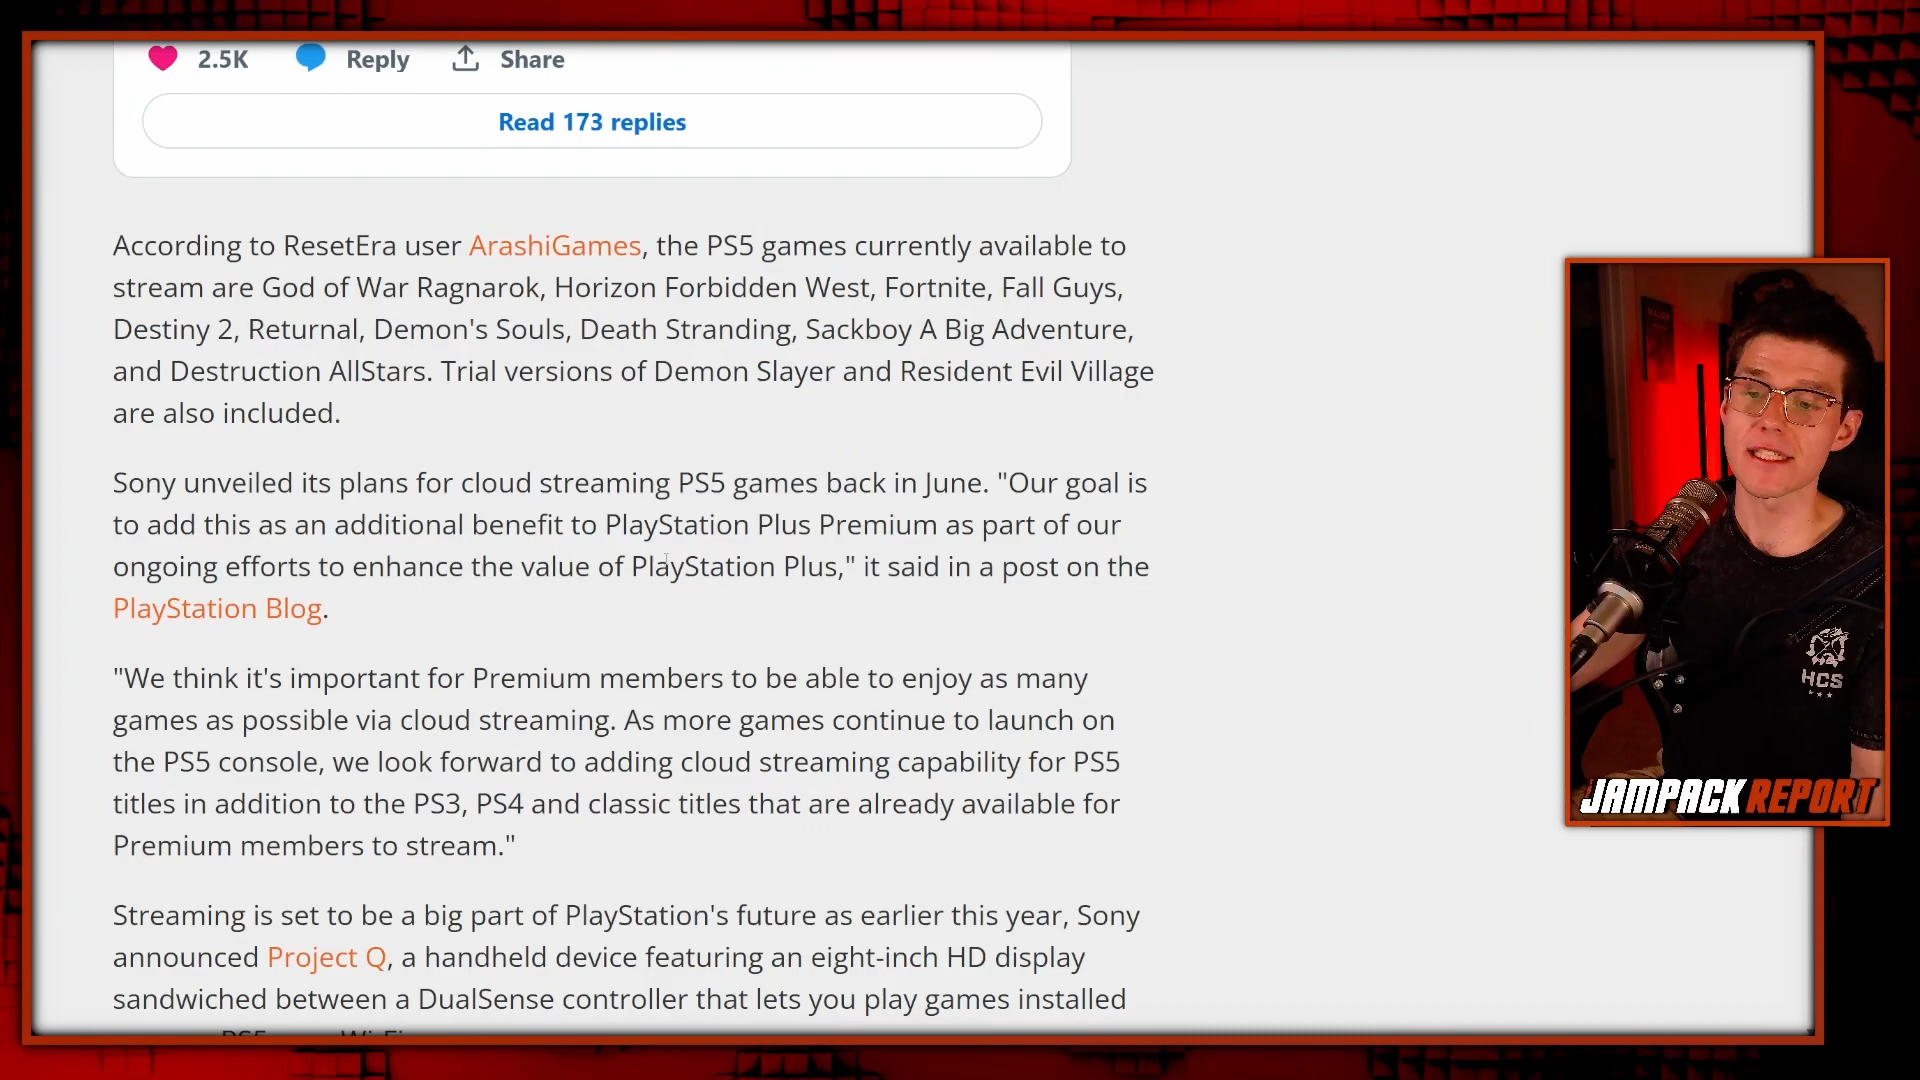 2.5K Reply Share
Read 173 replies
According to ResetEra user ArashiGames, the PS5 games currently available to
stream are God of War Ragnarok, Horizon Forbidden West, Fortnite, Fall Guys,
Destiny 2, Returnal, Demon's Souls, Death Stranding, Sackboy A Big Adventure,
and Destruction AllStars. Trial versions of Demon Slayer and Resident Evil Village
are also included.
Sony unveiled its plans for cloud streaming PS5 games back in June. "Our goal is
to add this as an additional benefit to PlayStation Plus Premium as part of our
ongoing efforts to enhance the value of PlayStation Plus," it said in a post on the
PlayStation Blog.
"We think it's important for Premium members to be able to enjoy as many
games as possible via cloud streaming. As more games continue to launch on
the PS5 console, we look forward to adding cloud streaming capability for PS5
titles in addition to the PS3, PS4 and classic titles that are already available for
Premium members to stream."
Streaming is set to be a big part of PlayStation's future as earlier this year, Sony
announced Project Q, a handheld device featuring an eight-inch HD display
sandwiched between a DualSense controller that lets you play games installed
HCS
JAMPACK REPORT